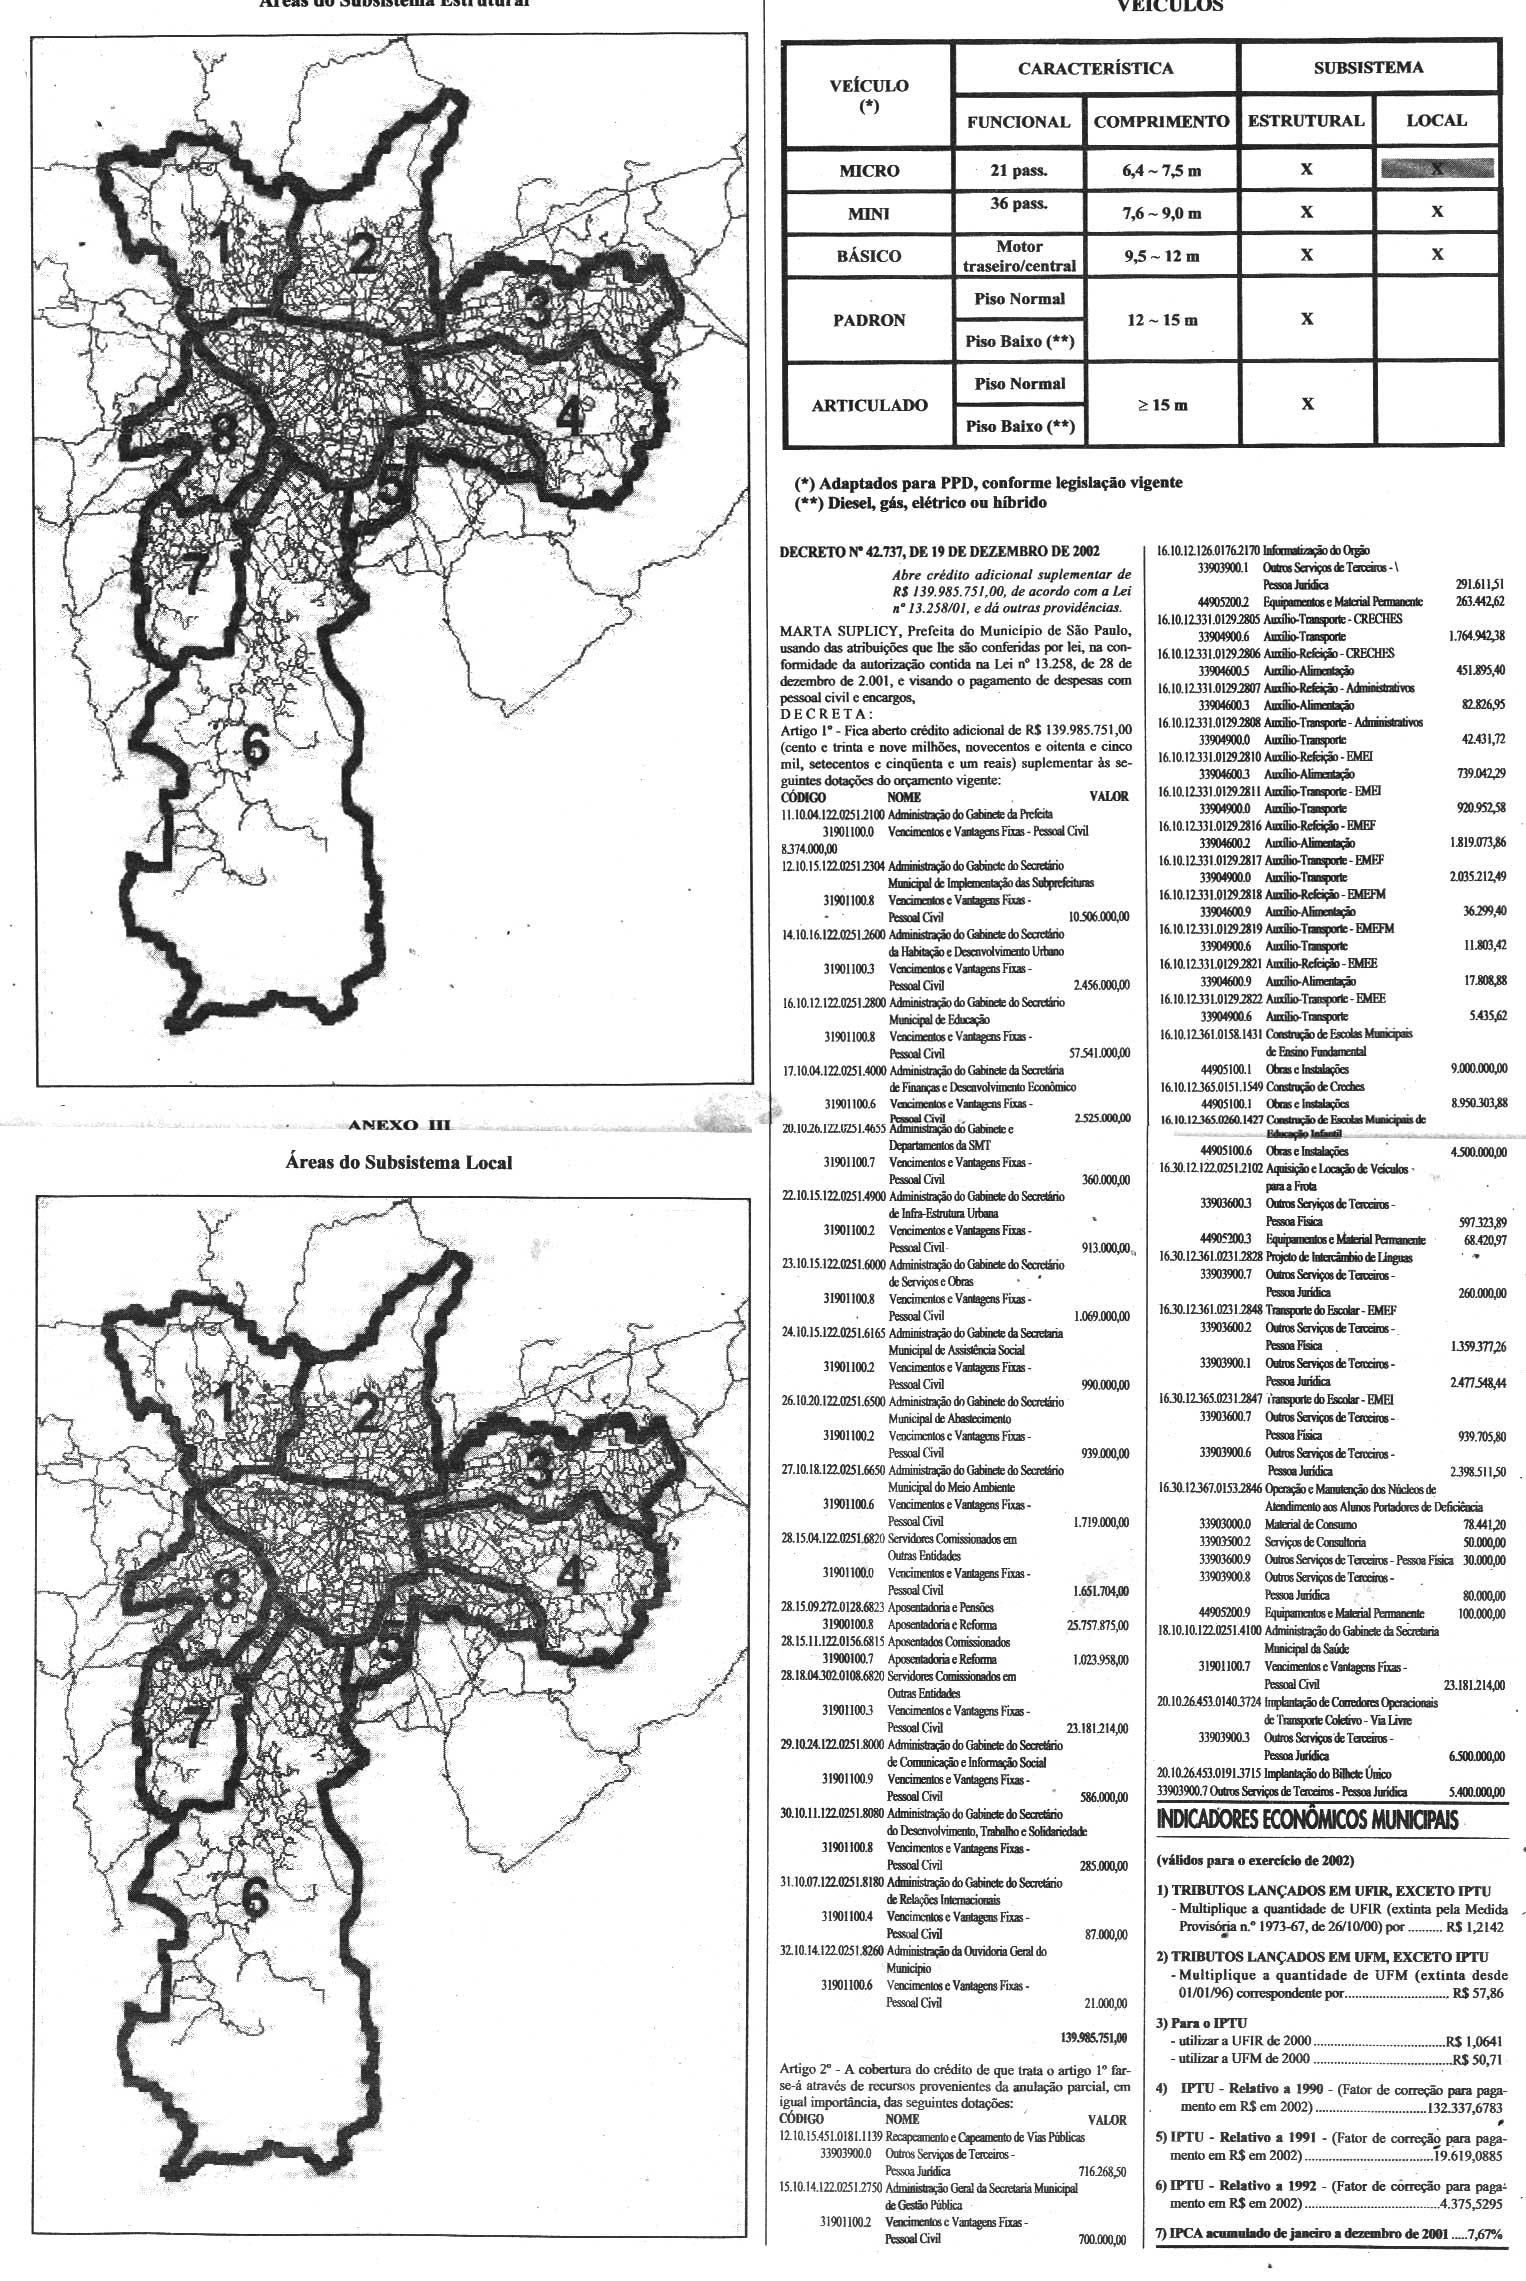 Áreas do Subsistema Estrutural
1
2
3
4
5
6
7
8
ANEXO III
Áreas do Subsistema Local
1
2
3
4
5
6
7
8
VEÍCULOS
VEÍCULO
(*)
CARACTERÍSTICA
SUBSISTEMA
FUNCIONAL
COMPRIMENTO
ESTRUTURAL
LOCAL
MICRO 21 pass. 6,4 ~ 7,5 m X X
MINI 36 pass. 7,6 ~ 9,0 m X X
BÁSICO Motor
traseiro/central 9,5 ~ 12 m X X
PADRON Piso Normal
Piso Baixo (**) 12 ~ 15 m X
ARTICULADO Piso Normal
Piso Baixo (**) ≥ 15 m X
(*) Adaptados para PPD, conforme legislação vigente
(**) Diesel, gás, elétrico ou híbrido
DECRETO Nº 42.737, DE 19 DE DEZEMBRO DE 2002
Abre crédito adicional suplementar de
R$ 139.985.751,00, de acordo com a Lei
nº 13.258/01, e dá outras providências.
MARTA SUPLICY, Prefeita do Município de São Paulo,
usando das atribuições que lhe são conferidas por lei, na con-
formidade da autorização contida na Lei nº 13.258, de 28 de
dezembro de 2.001, e visando o pagamento de despesas com
pessoal civil e encargos,
D E C R E T A :
Artigo 1º - Fica aberto crédito adicional de R$ 139.985.751,00
(cento e trinta e nove milhões, novecentos e oitenta e cinco
mil, setecentos e cinqüenta e um reais) suplementar às se-
guintes dotações do orçamento vigente:
CÓDIGO NOME VALOR
11.10.04.122.0251.2100 Administração do Gabinete da Prefeita
31901100.0 Vencimentos e Vantagens Fixas - Pessoal Civil
8.374.000,00
12.10.15.122.0251.2304 Administração do Gabinete do Secretário
Municipal de Implementação das Subprefeituras
31901100.8 Vencimentos e Vantagens Fixas -
Pessoal Civil 10.506.000,00
14.10.16.122.0251.2600 Administração do Gabinete do Secretário
da Habitação e Desenvolvimento Urbano
31901100.3 Vencimentos e Vantagens Fixas -
Pessoal Civil 2.456.000,00
16.10.12.122.0251.2800 Administração do Gabinete do Secretário
Municipal de Educação
31901100.8 Vencimentos e Vantagens Fixas -
Pessoal Civil 57.541.000,00
17.10.04.122.0251.4000 Administração do Gabinete da Secretária
de Finanças e Desenvolvimento Econômico
31901100.6 Vencimentos e Vantagens Fixas -
Pessoal Civil 2.525.000,00
20.10.26.122.0251.4655 Administração do Gabinete e
Departamentos da SMT
31901100.7 Vencimentos e Vantagens Fixas -
Pessoal Civil 360.000,00
22.10.15.122.0251.4900 Administração do Gabinete do Secretário
de Infra-Estrutura Urbana
31901100.2 Vencimentos e Vantagens Fixas -
Pessoal Civil 913.000,00
23.10.15.122.0251.6000 Administração do Gabinete do Secretário
de Serviços e Obras
31901100.8 Vencimentos e Vantagens Fixas -
Pessoal Civil 1.069.000,00
24.10.15.122.0251.6165 Administração do Gabinete da Secretaria
Municipal de Assistência Social
31901100.2 Vencimentos e Vantagens Fixas -
Pessoal Civil 990.000,00
26.10.20.122.0251.6500 Administração do Gabinete do Secretário
Municipal de Abastecimento
31901100.2 Vencimentos e Vantagens Fixas -
Pessoal Civil 939.000,00
27.10.18.122.0251.6650 Administração do Gabinete do Secretário
Municipal do Meio Ambiente
31901100.6 Vencimentos e Vantagens Fixas -
Pessoal Civil 1.719.000,00
28.15.04.122.0251.6820 Servidores Comissionados em
Outras Entidades
31901100.0 Vencimentos e Vantagens Fixas -
Pessoal Civil 1.651.704,00
28.15.09.272.0128.6823 Aposentadoria e Pensões
31900100.8 Aposentadoria e Reforma 25.757.875,00
28.15.11.122.0156.6815 Aposentados Comissionados
31900100.7 Aposentadoria e Reforma 1.023.958,00
28.18.04.302.0108.6820 Servidores Comissionados em
Outras Entidades
31901100.3 Vencimentos e Vantagens Fixas -
Pessoal Civil 23.181.214,00
29.10.24.122.0251.8000 Administração do Gabinete do Secretário
de Comunicação e Informação Social
31901100.9 Vencimentos e Vantagens Fixas -
Pessoal Civil 586.000,00
30.10.11.122.0251.8080 Administração do Gabinete do Secretário
do Desenvolvimento, Trabalho e Solidariedade
31901100.8 Vencimentos e Vantagens Fixas -
Pessoal Civil 285.000,00
31.10.07.122.0251.8180 Administração do Gabinete do Secretário
de Relações Internacionais
31901100.4 Vencimentos e Vantagens Fixas -
Pessoal Civil 87.000,00
32.10.14.122.0251.8260 Administração da Ouvidoria Geral do
Município
31901100.6 Vencimentos e Vantagens Fixas -
Pessoal Civil 21.000,00
139.985.751,00
Artigo 2º - A cobertura do crédito de que trata o artigo 1º far-
se-á através de recursos provenientes da anulação parcial, em
igual importância, das seguintes dotações:
CÓDIGO NOME VALOR
12.10.15.451.0181.1139 Recapeamento e Capeamento de Vias Públicas
33903900.0 Outros Serviços de Terceiros -
Pessoa Jurídica 716.268,50
15.10.14.122.0251.2750 Administração Geral da Secretaria Municipal
de Gestão Pública
31901100.2 Vencimentos e Vantagens Fixas -
Pessoal Civil 700.000,00
16.10.12.126.0176.2170 Informatização do Orgão
33903900.1 Outros Serviços de Terceiros - \
Pessoa Jurídica 291.611,51
44905200.2 Equipamentos e Material Permanente 263.442,62
16.10.12.331.0129.2805 Auxílio-Transporte - CRECHES
33904900.6 Auxílio-Transporte 1.764.942,38
16.10.12.331.0129.2806 Auxílio-Refeição - CRECHES
33904600.5 Auxílio-Alimentação 451.895,40
16.10.12.331.0129.2807 Auxílio-Refeição - Administrativos
33904600.3 Auxílio-Alimentação 82.826,95
16.10.12.331.0129.2808 Auxílio-Transporte - Administrativos
33904900.0 Auxílio-Transporte 42.431,72
16.10.12.331.0129.2810 Auxílio-Refeição - EMEI
33904600.3 Auxílio-Alimentação 739.042,29
16.10.12.331.0129.2811 Auxílio-Transporte - EMEI
33904900.0 Auxílio-Transporte 920.952,58
16.10.12.331.0129.2816 Auxílio-Refeição - EMEF
33904600.2 Auxílio-Alimentação 1.819.073,86
16.10.12.331.0129.2817 Auxílio-Transporte - EMEF
33904900.0 Auxílio-Transporte 2.035.212,49
16.10.12.331.0129.2818 Auxílio-Refeição - EMEFM
33904600.9 Auxílio-Alimentação 36.299,40
16.10.12.331.0129.2819 Auxílio-Transporte - EMEFM
33904900.6 Auxílio-Transporte 11.803,42
16.10.12.331.0129.2821 Auxílio-Refeição - EMEE
33904600.9 Auxílio-Alimentação 17.808,88
16.10.12.331.0129.2822 Auxílio-Transporte - EMEE
33904900.6 Auxílio-Transporte 5.435,62
16.10.12.361.0158.1431 Construção de Escolas Municipais
de Ensino Fundamental
44905100.1 Obras e Instalações 9.000.000,00
16.10.12.365.0151.1549 Construção de Creches
44905100.1 Obras e Instalações 8.950.303,88
16.10.12.365.0260.1427 Construção de Escolas Municipais de
Educação Infantil
44905100.6 Obras e Instalações 4.500.000,00
16.30.12.122.0251.2102 Aquisição e Locação de Veículos
para a Frota
33903600.3 Outros Serviços de Terceiros -
Pessoa Física 597.323,89
44905200.3 Equipamentos e Material Permanente 68.420,97
16.30.12.361.0231.2828 Projeto de Intercâmbio de Línguas
33903900.7 Outros Serviços de Terceiros -
Pessoa Jurídica 260.000,00
16.30.12.361.0231.2848 Transporte do Escolar - EMEF
33903600.2 Outros Serviços de Terceiros -
Pessoa Física 1.359.377,26
33903900.1 Outros Serviços de Terceiros -
Pessoa Jurídica 2.477.548,44
16.30.12.365.0231.2847 Transporte do Escolar - EMEI
33903600.7 Outros Serviços de Terceiros -
Pessoa Física 939.705,80
33903900.6 Outros Serviços de Terceiros -
Pessoa Jurídica 2.398.511,50
16.30.12.367.0153.2846 Operação e Manutenção dos Núcleos de
Atendimento aos Alunos Portadores de Deficiência
33903000.0 Material de Consumo 78.441,20
33903500.2 Serviços de Consultoria 50.000,00
33903600.9 Outros Serviços de Terceiros - Pessoa Física 30.000,00
33903900.8 Outros Serviços de Terceiros -
Pessoa Jurídica 80.000,00
44905200.9 Equipamentos e Material Permanente 100.000,00
18.10.10.122.0251.4100 Administração do Gabinete da Secretaria
Municipal da Saúde
31901100.7 Vencimentos e Vantagens Fixas -
Pessoal Civil 23.181.214,00
20.10.26.453.0140.3724 Implantação de Corredores Operacionais
de Transporte Coletivo - Via Livre
33903900.3 Outros Serviços de Terceiros -
Pessoa Jurídica 6.500.000,00
20.10.26.453.0191.3715 Implantação do Bilhete Único
33903900.7 Outros Serviços de Terceiros - Pessoa Jurídica 5.400.000,00
INDICADORES ECONÔMICOS MUNICIPAIS
(válidos para o exercício de 2002)
1) TRIBUTOS LANÇADOS EM UFIR, EXCETO IPTU
- Multiplique a quantidade de UFIR (extinta pela Medida
Provisória n.º 1973-67, de 26/10/00) por .......... R$ 1,2142
2) TRIBUTOS LANÇADOS EM UFM, EXCETO IPTU
- Multiplique a quantidade de UFM (extinta desde
01/01/96) correspondente por.............................. R$ 57,86
3) Para o IPTU
- utilizar a UFIR de 2000 ......................................R$ 1,0641
- utilizar a UFM de 2000 ........................................R$ 50,71
4) IPTU - Relativo a 1990 - (Fator de correção para paga-
mento em R$ em 2002) ................................132.337,6783
5) IPTU - Relativo a 1991 - (Fator de correção para paga-
mento em R$ em 2002) .....................................19.619,0885
6) IPTU - Relativo a 1992 - (Fator de correção para paga-
mento em R$ em 2002) .......................................4.375,5295
7) IPCA acumulado de janeiro a dezembro de 2001 .....7,67%